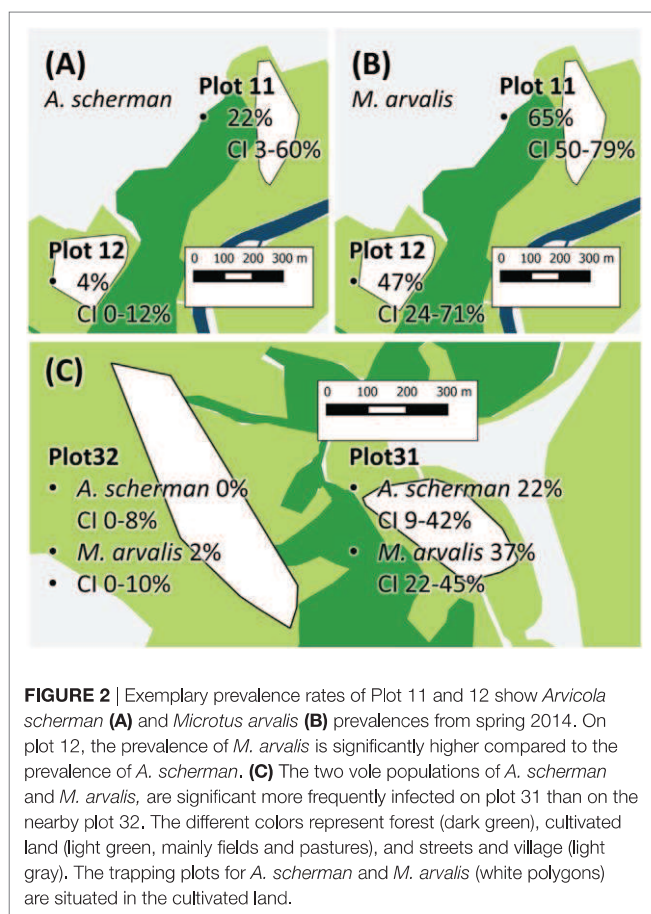 (A)
A. scherman
Plot 11
• 22%
CI 3-60%
Plot 12
• 4%
CI 0-12%
0 100 200 300 m
(B)
M. arvalis
Plot 11
• 65%
CI 50-79%
Plot 12
• 47%
CI 24-71%
0 100 200 300 m
(C)
0 100 200 300 m
Plot32
• A. scherman 0%
CI 0-8%
• M. arvalis 2%
• CI 0-10%
Plot31
• A. scherman 22%
CI 9-42%
• M. arvalis 37%
CI 22-45%
FIGURE 2 | Exemplary prevalence rates of Plot 11 and 12 show Arvicola
scherman (A) and Microtus arvalis (B) prevalences from spring 2014. On
plot 12, the prevalence of M. arvalis is significantly higher compared to the
prevalence of A. scherman. (C) The two vole populations of A. scherman
and M. arvalis, are significant more frequently infected on plot 31 than on the
nearby plot 32. The different colors represent forest (dark green), cultivated
land (light green, mainly fields and pastures), and streets and village (light
gray). The trapping plots for A. scherman and M. arvalis (white polygons)
are situated in the cultivated land.